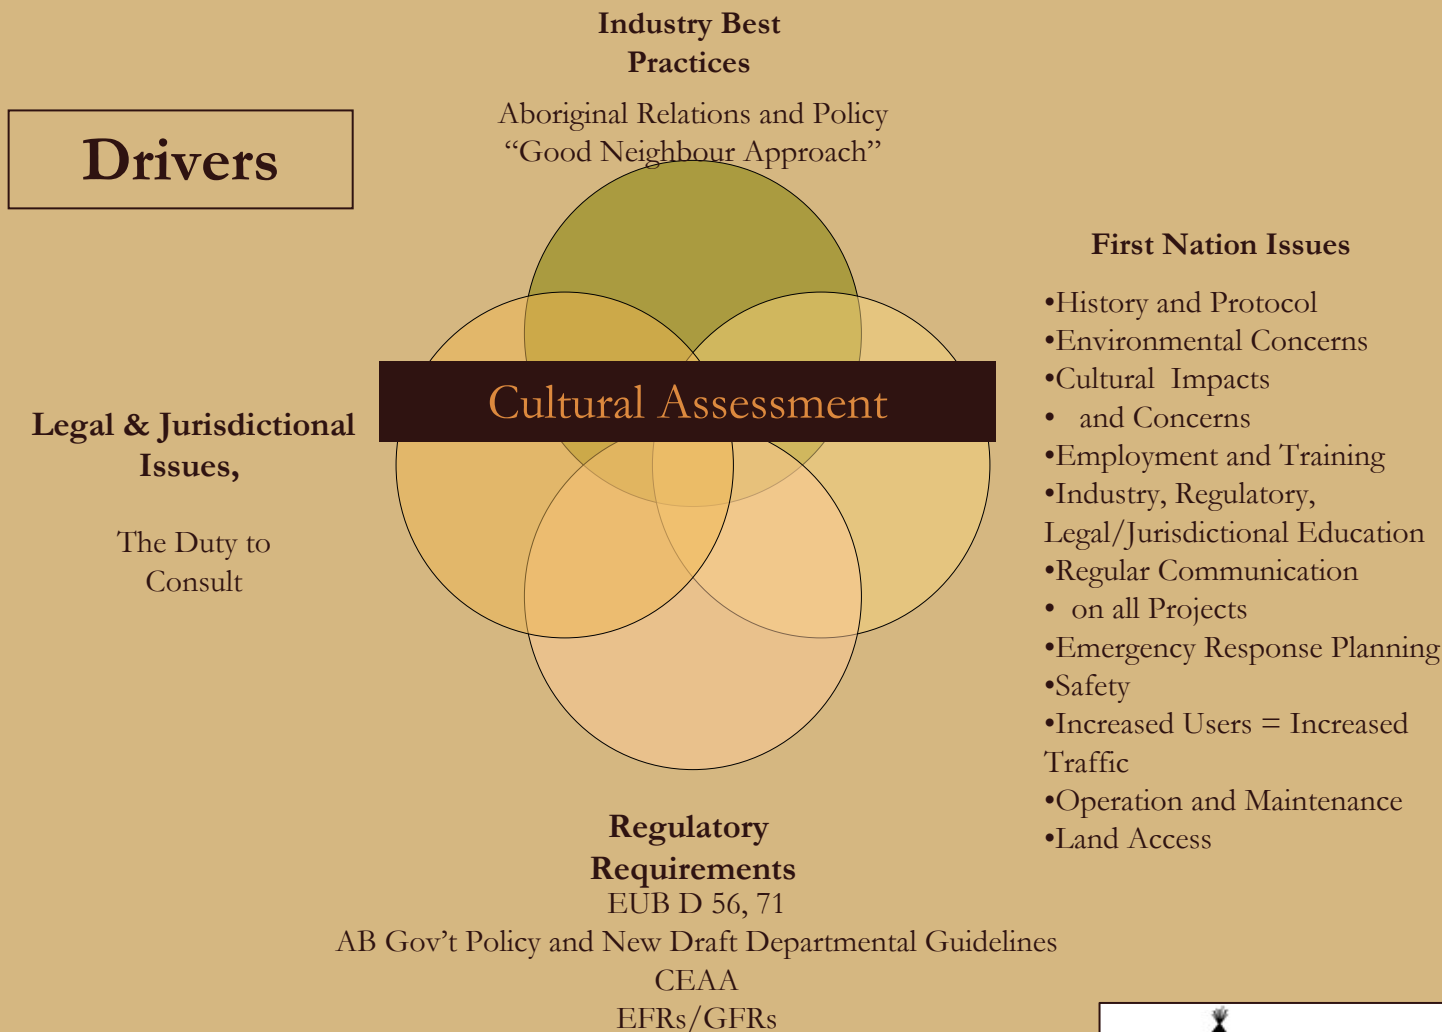 Industry Best
Practices
Aboriginal Relations and Policy
“Good Neighbour Approach”
Drivers
First Nation Issues
•History and Protocol
•Environmental Concerns
•Cultural  Impacts
•   and Concerns
•Employment and Training
•Industry, Regulatory,
Legal/Jurisdictional Education
•Regular Communication
•  on all Projects
•Emergency Response Planning
•Safety
•Increased Users = Increased
Traffic
•Operation and Maintenance
•Land Access
Cultural Assessment
Legal & Jurisdictional
Issues,
The Duty to
Consult
Regulatory
Requirements
EUB D 56, 71
AB Gov’t Policy and New Draft Departmental Guidelines
CEAA
EFRs/GFRs